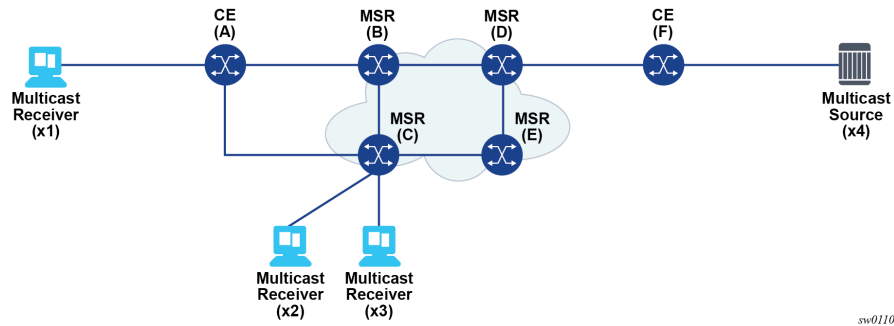 CE
(A)
MSR
(B)
MSR
(D)
CE
(F)
Multicast
Receiver
(x1)
MSR
(C)
MSR
(E)
Multicast
Source
(x4)
Multicast
Receiver
(x2)
Multicast
Receiver
(x3)
sw0110